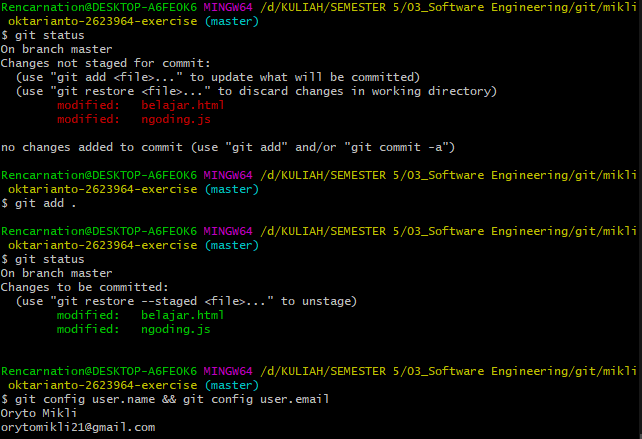 Rencarnation@DESKTOP-A6FEOK6 MINGW64 /d/KULIAH/SEMESTER 5/O3_Software Engineering/git/mikli
oktarianto-2623964-exercise (master)
$ git status
On branch master
Changes not staged for commit:
  (use "git add <file>..." to update what will be committed)
  (use "git restore <file>..." to discard changes in working directory)
        modified:   belajar.html
        modified:   ngoding.js

no changes added to commit (use "git add" and/or "git commit -a")

Rencarnation@DESKTOP-A6FEOK6 MINGW64 /d/KULIAH/SEMESTER 5/O3_Software Engineering/git/mikli
oktarianto-2623964-exercise (master)
$ git add .

Rencarnation@DESKTOP-A6FEOK6 MINGW64 /d/KULIAH/SEMESTER 5/O3_Software Engineering/git/mikli
oktarianto-2623964-exercise (master)
$ git status
On branch master
Changes to be committed:
  (use "git restore --staged <file>..." to unstage)
        modified:   belajar.html
        modified:   ngoding.js

Rencarnation@DESKTOP-A6FEOK6 MINGW64 /d/KULIAH/SEMESTER 5/O3_Software Engineering/git/mikli
oktarianto-2623964-exercise (master)
$ git config user.name && git config user.email
Oryto Mikli
orytomikli21@gmail.com